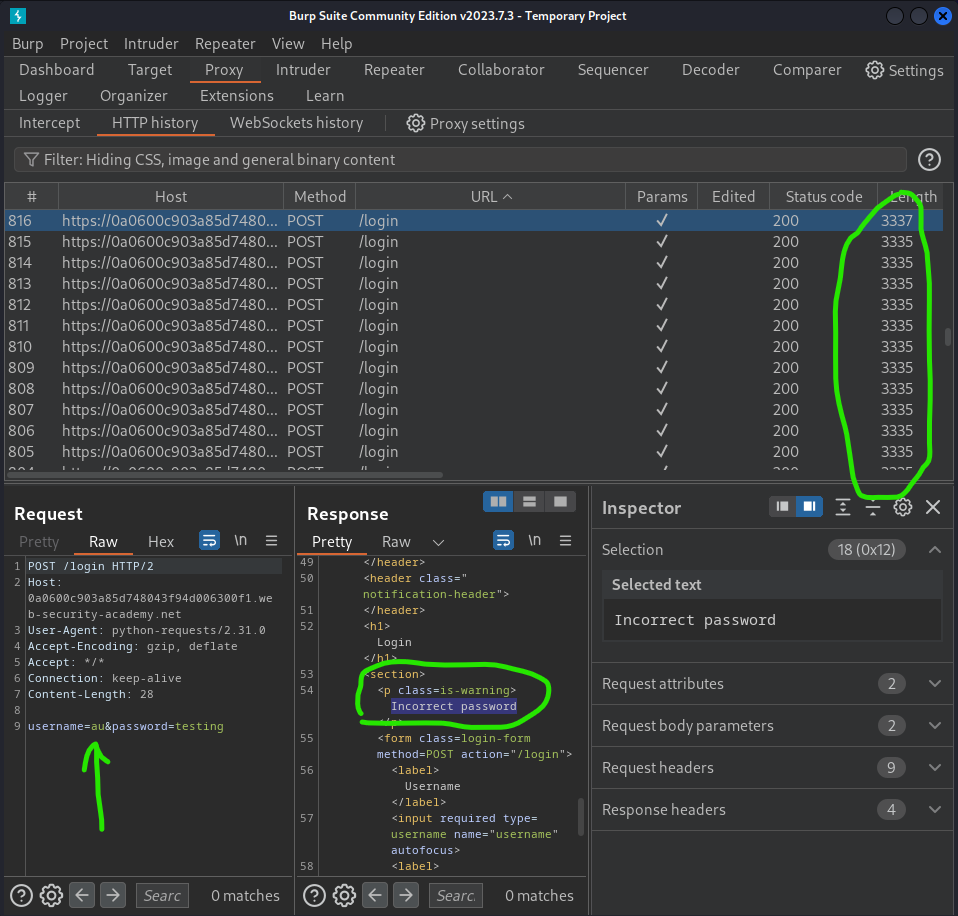 Burp Suite Community Edition v2023.7.3 - Temporary Project
Burp Project Intruder Repeater View Help
Dashboard Target Proxy Intruder Repeater Collaborator Sequencer Decoder Comparer Settings
Logger Organizer Extensions Learn
Intercept HTTP history WebSockets history Proxy settings
Filter: Hiding CSS, image and general binary content
# Host Method URL Params Edited Status code Length
816 https://0a0600c903a85d7480... POST /login ✓ 200 3337
815 https://0a0600c903a85d7480... POST /login ✓ 200 3335
814 https://0a0600c903a85d7480... POST /login ✓ 200 3335
813 https://0a0600c903a85d7480... POST /login ✓ 200 3335
812 https://0a0600c903a85d7480... POST /login ✓ 200 3335
811 https://0a0600c903a85d7480... POST /login ✓ 200 3335
810 https://0a0600c903a85d7480... POST /login ✓ 200 3335
809 https://0a0600c903a85d7480... POST /login ✓ 200 3335
808 https://0a0600c903a85d7480... POST /login ✓ 200 3335
807 https://0a0600c903a85d7480... POST /login ✓ 200 3335
806 https://0a0600c903a85d7480... POST /login ✓ 200 3335
805 https://0a0600c903a85d7480... POST /login ✓ 200 3335
Request
Pretty Raw Hex \n
1 POST /login HTTP/2
2 Host:
0a0600c903a85d748043f94d006300f1.we
b-security-academy.net
3 User-Agent: python-requests/2.31.0
4 Accept-Encoding: gzip, deflate
5 Accept: */*
6 Connection: keep-alive
7 Content-Length: 28
8
9 username=au&password=testing
Searc 0 matches
Response
Pretty Raw \n
49 </header>
50 <header class="
notification-header">
51 </header>
52 <h1>
Login
</h1>
53 <section>
54 <p class=is-warning>
Incorrect password
</p>
55 <form class=login-form
method=POST action="/login">
56 <label>
Username
</label>
57 <input required type=
username name="username"
autofocus>
58 <label>
Searc 0 matches
Inspector
Selection 18 (0x12)
Selected text
Incorrect password
Request attributes 2
Request body parameters 2
Request headers 9
Response headers 4